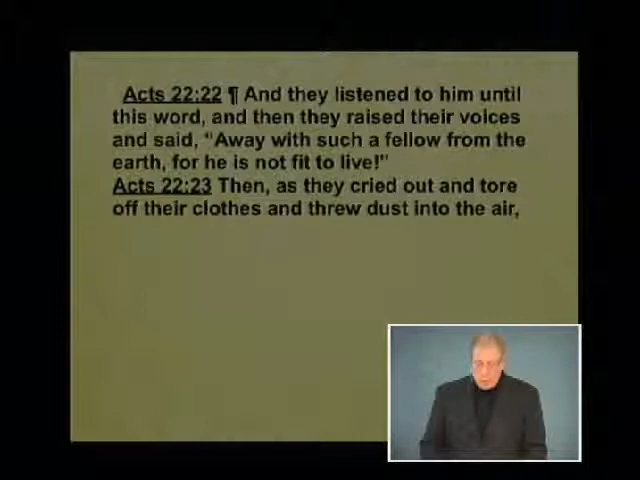 Acts 22:22 ¶ And they listened to him until
this word, and then they raised their voices
and said, “Away with such a fellow from the
earth, for he is not fit to live!”
Acts 22:23 Then, as they cried out and tore
off their clothes and threw dust into the air,